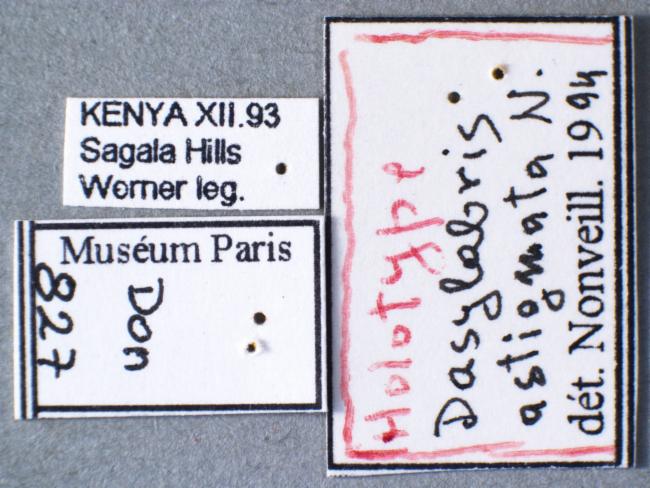 KENYA XII.93
Sagala Hills
Werner leg.
Muséum Paris
Don
827
Holotype
Dasylabris
astigmata N.
dét. Nonveill. 1994